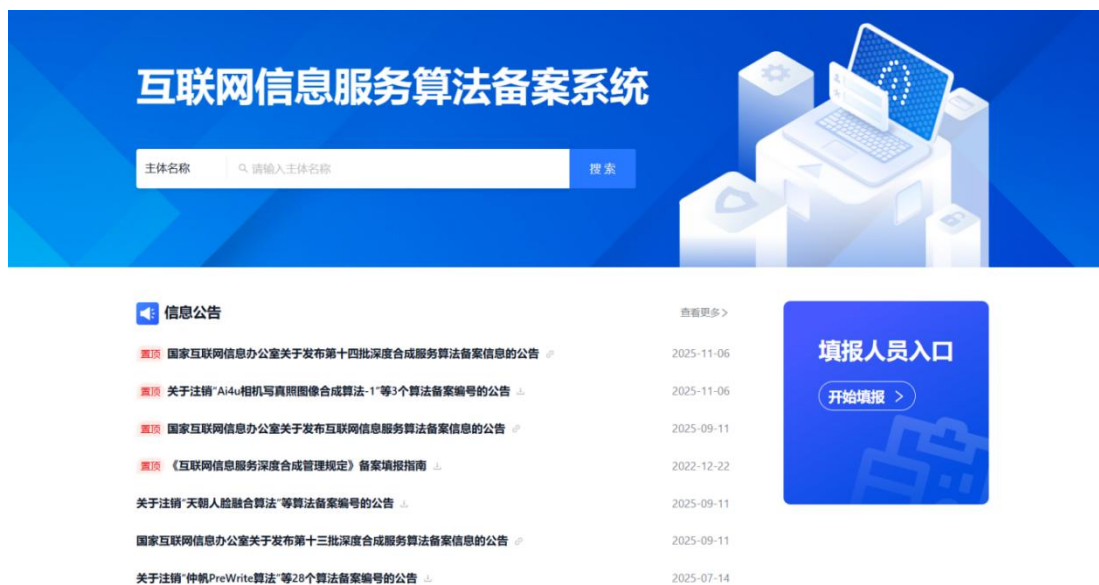 互联网信息服务算法备案系统
主体名称 请输入主体名称 搜索
信息公告 查看更多>
置顶 国家互联网信息办公室关于发布第十四批深度合成服务算法备案信息的公告 2025-11-06
置顶 关于注销"Ai4u相机写真照图像合成算法-1"等3个算法备案编号的公告 2025-11-06
置顶 国家互联网信息办公室关于发布互联网信息服务算法备案信息的公告 2025-09-11
置顶 《互联网信息服务深度合成管理规定》备案填报指南 2022-12-22
关于注销"天朝人脸融合算法"等算法备案编号的公告 2025-09-11
国家互联网信息办公室关于发布第十三批深度合成服务算法备案信息的公告 2025-09-11
关于注销"仲帆PreWrite算法"等28个算法备案编号的公告 2025-07-14
填报人员入口
开始填报 >